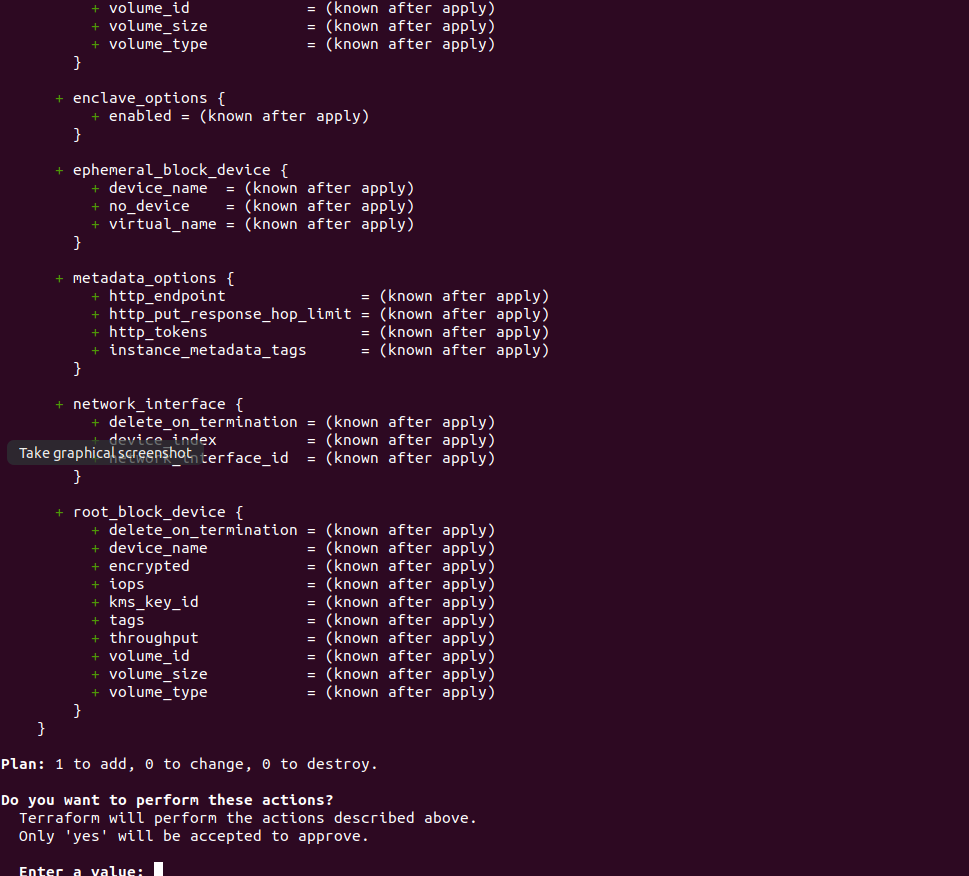 + volume_id             = (known after apply)
+ volume_size           = (known after apply)
+ volume_type           = (known after apply)
}
+ enclave_options {
+ enabled = (known after apply)
}
+ ephemeral_block_device {
+ device_name  = (known after apply)
+ no_device    = (known after apply)
+ virtual_name = (known after apply)
}
+ metadata_options {
+ http_endpoint               = (known after apply)
+ http_put_response_hop_limit = (known after apply)
+ http_tokens                 = (known after apply)
+ instance_metadata_tags      = (known after apply)
}
+ network_interface {
+ delete_on_termination = (known after apply)
+ device_index          = (known after apply)
Take graphical screenshot
+ network_interface_id  = (known after apply)
}
+ root_block_device {
+ delete_on_termination = (known after apply)
+ device_name           = (known after apply)
+ encrypted             = (known after apply)
+ iops                  = (known after apply)
+ kms_key_id            = (known after apply)
+ tags                  = (known after apply)
+ throughput            = (known after apply)
+ volume_id             = (known after apply)
+ volume_size           = (known after apply)
+ volume_type           = (known after apply)
}
}
Plan: 1 to add, 0 to change, 0 to destroy.
Do you want to perform these actions?
Terraform will perform the actions described above.
Only 'yes' will be accepted to approve.
Enter a value: